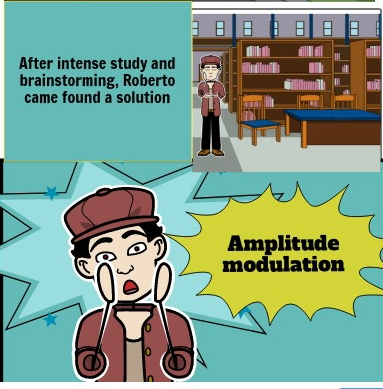 After intense study and
brainstorming, Roberto
came found a solution
Amplitude
modulation